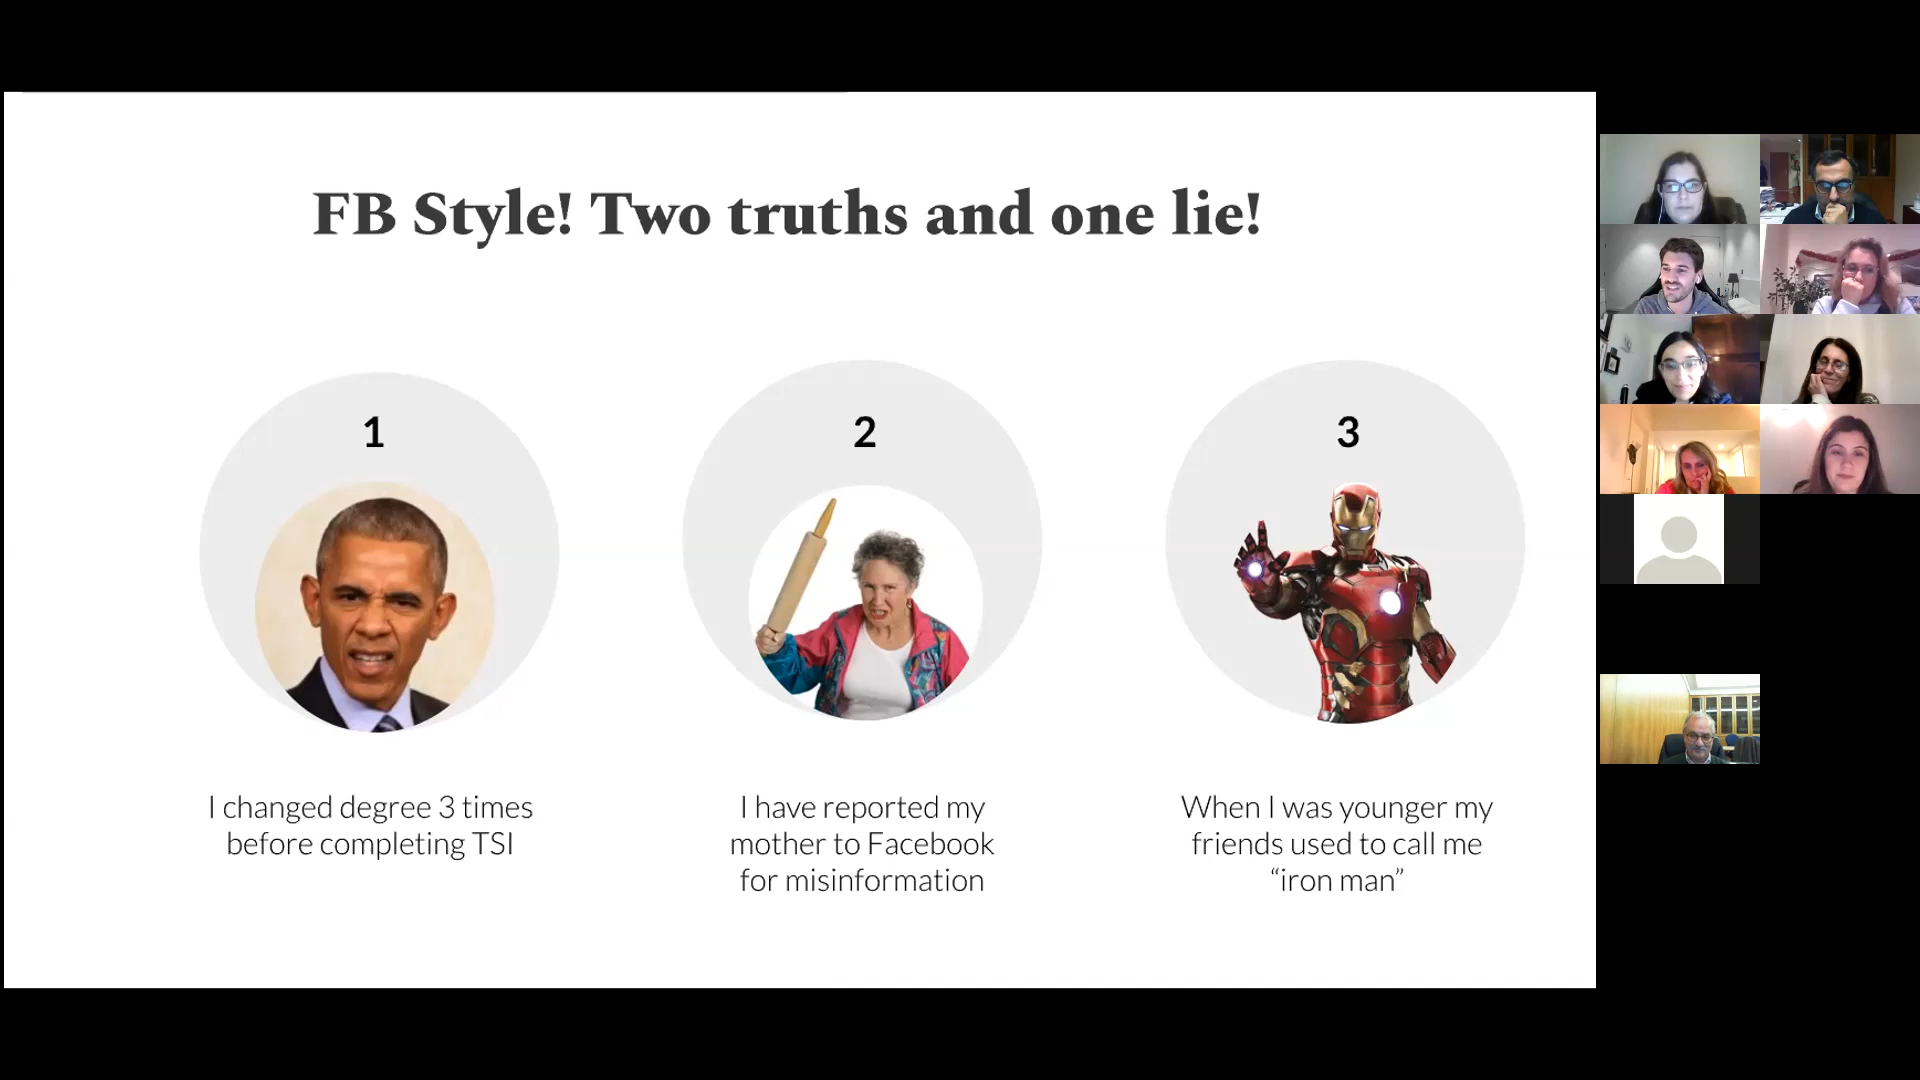 FB Style! Two truths and one lie!
1
2
3
I changed degree 3 times
before completing TSI
I have reported my
mother to Facebook
for misinformation
When I was younger my
friends used to call me
“iron man”